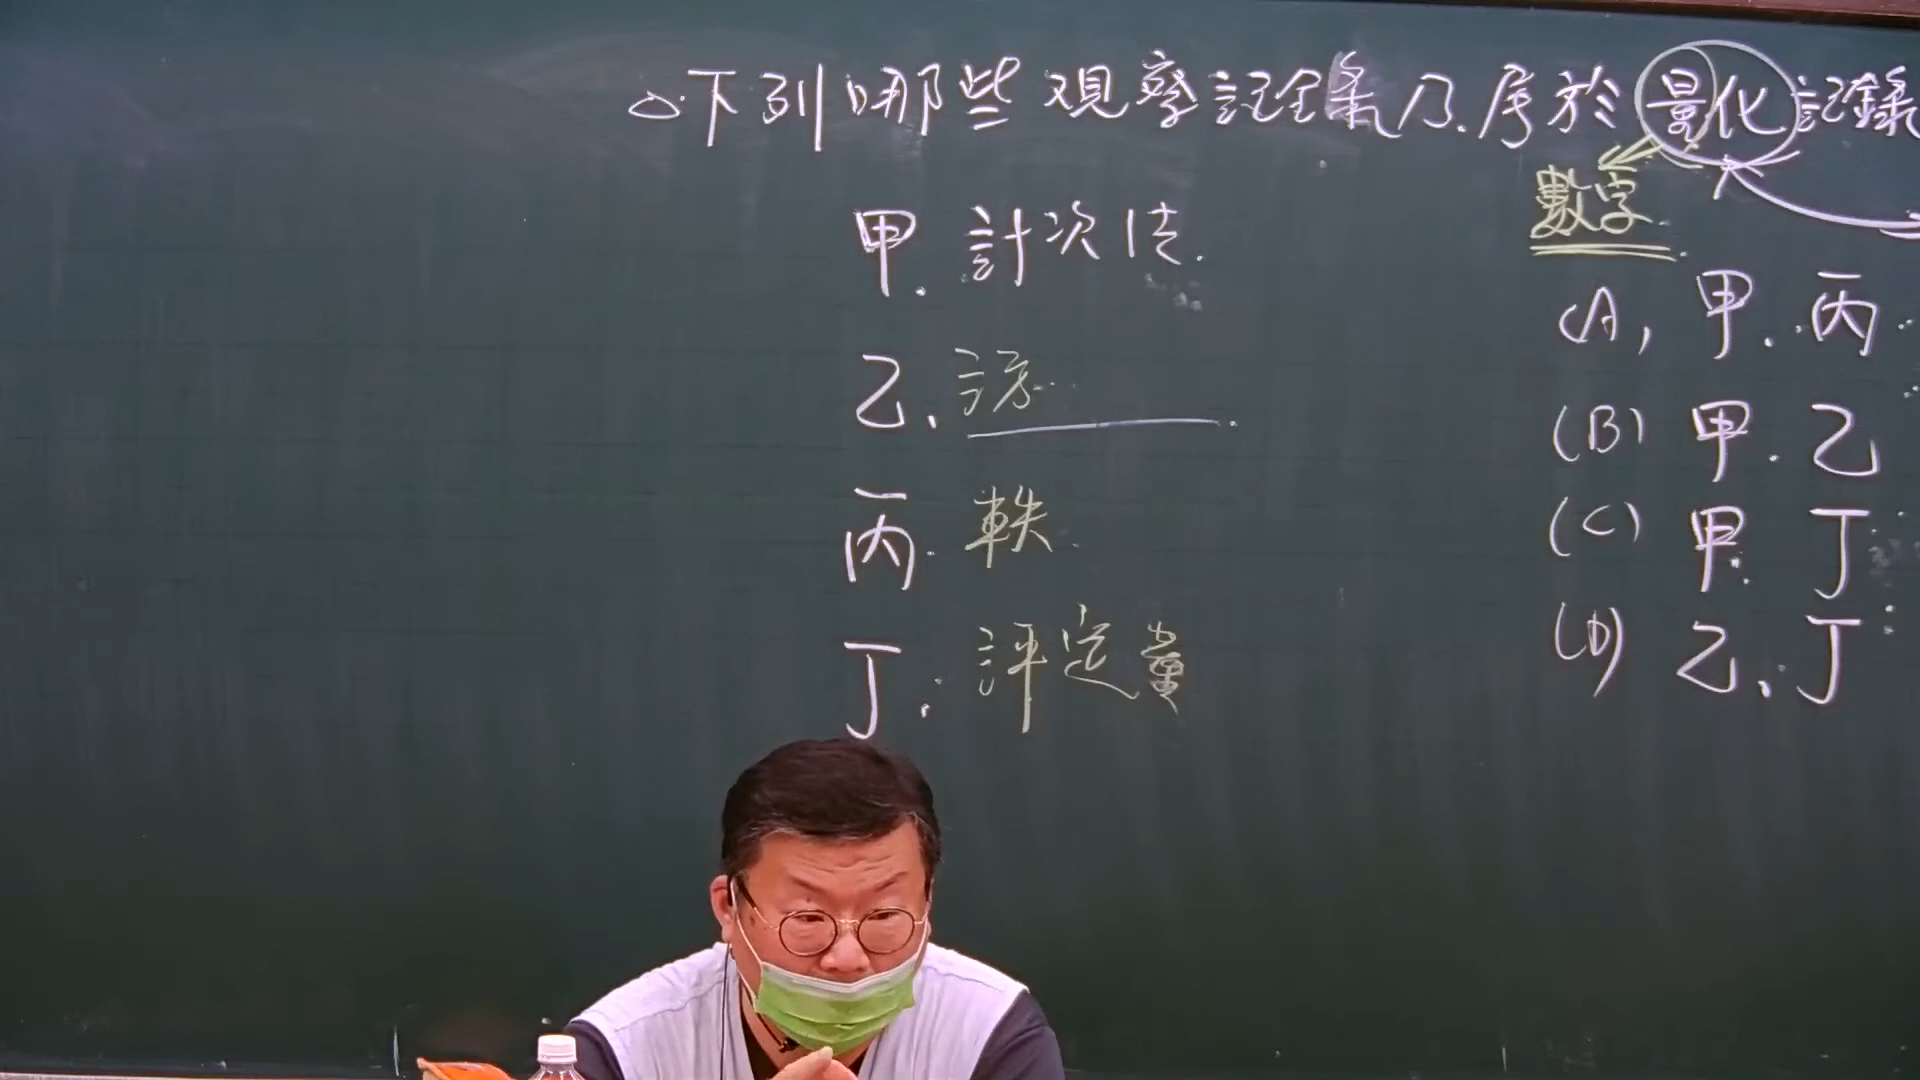 △.下列哪些觀察記錄乃.屬於量化記錄
數字
甲.計次法.
乙、
丙.軼
丁.評定量
(A), 甲.丙
(B) 甲.乙
(C) 甲.丁
(D) 乙、丁